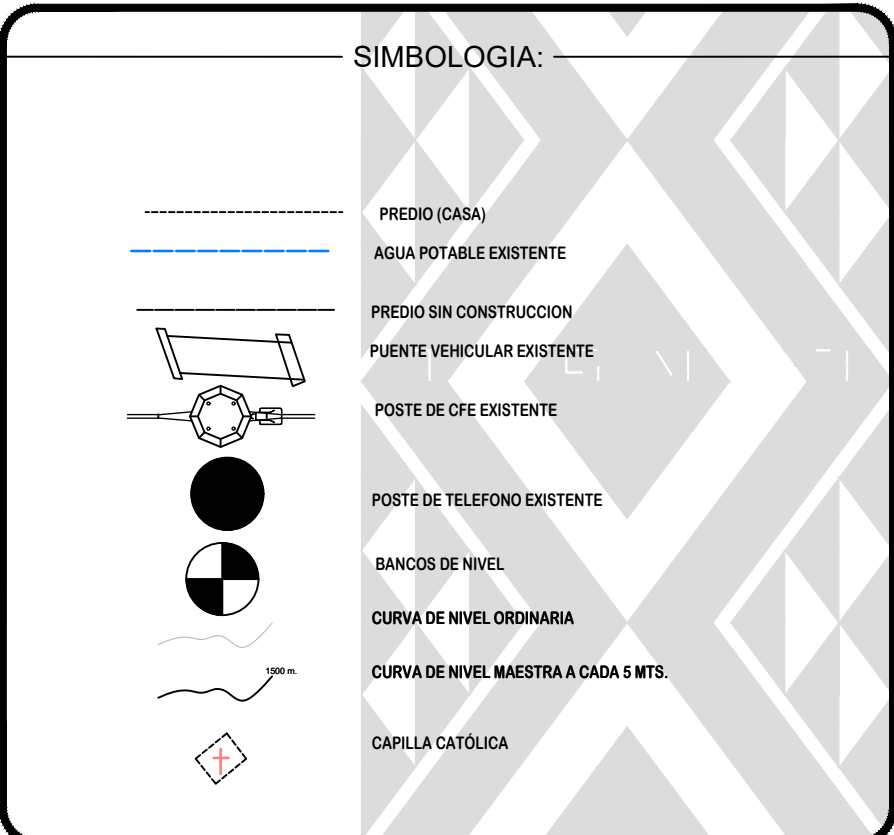 SIMBOLOGIA:
PREDIO (CASA)
AGUA POTABLE EXISTENTE
PREDIO SIN CONSTRUCCION
PUENTE VEHICULAR EXISTENTE
POSTE DE CFE EXISTENTE
POSTE DE TELEFONO EXISTENTE
BANCOS DE NIVEL
CURVA DE NIVEL ORDINARIA
1500 m.
CURVA DE NIVEL MAESTRA A CADA 5 MTS.
CAPILLA CATÓLICA